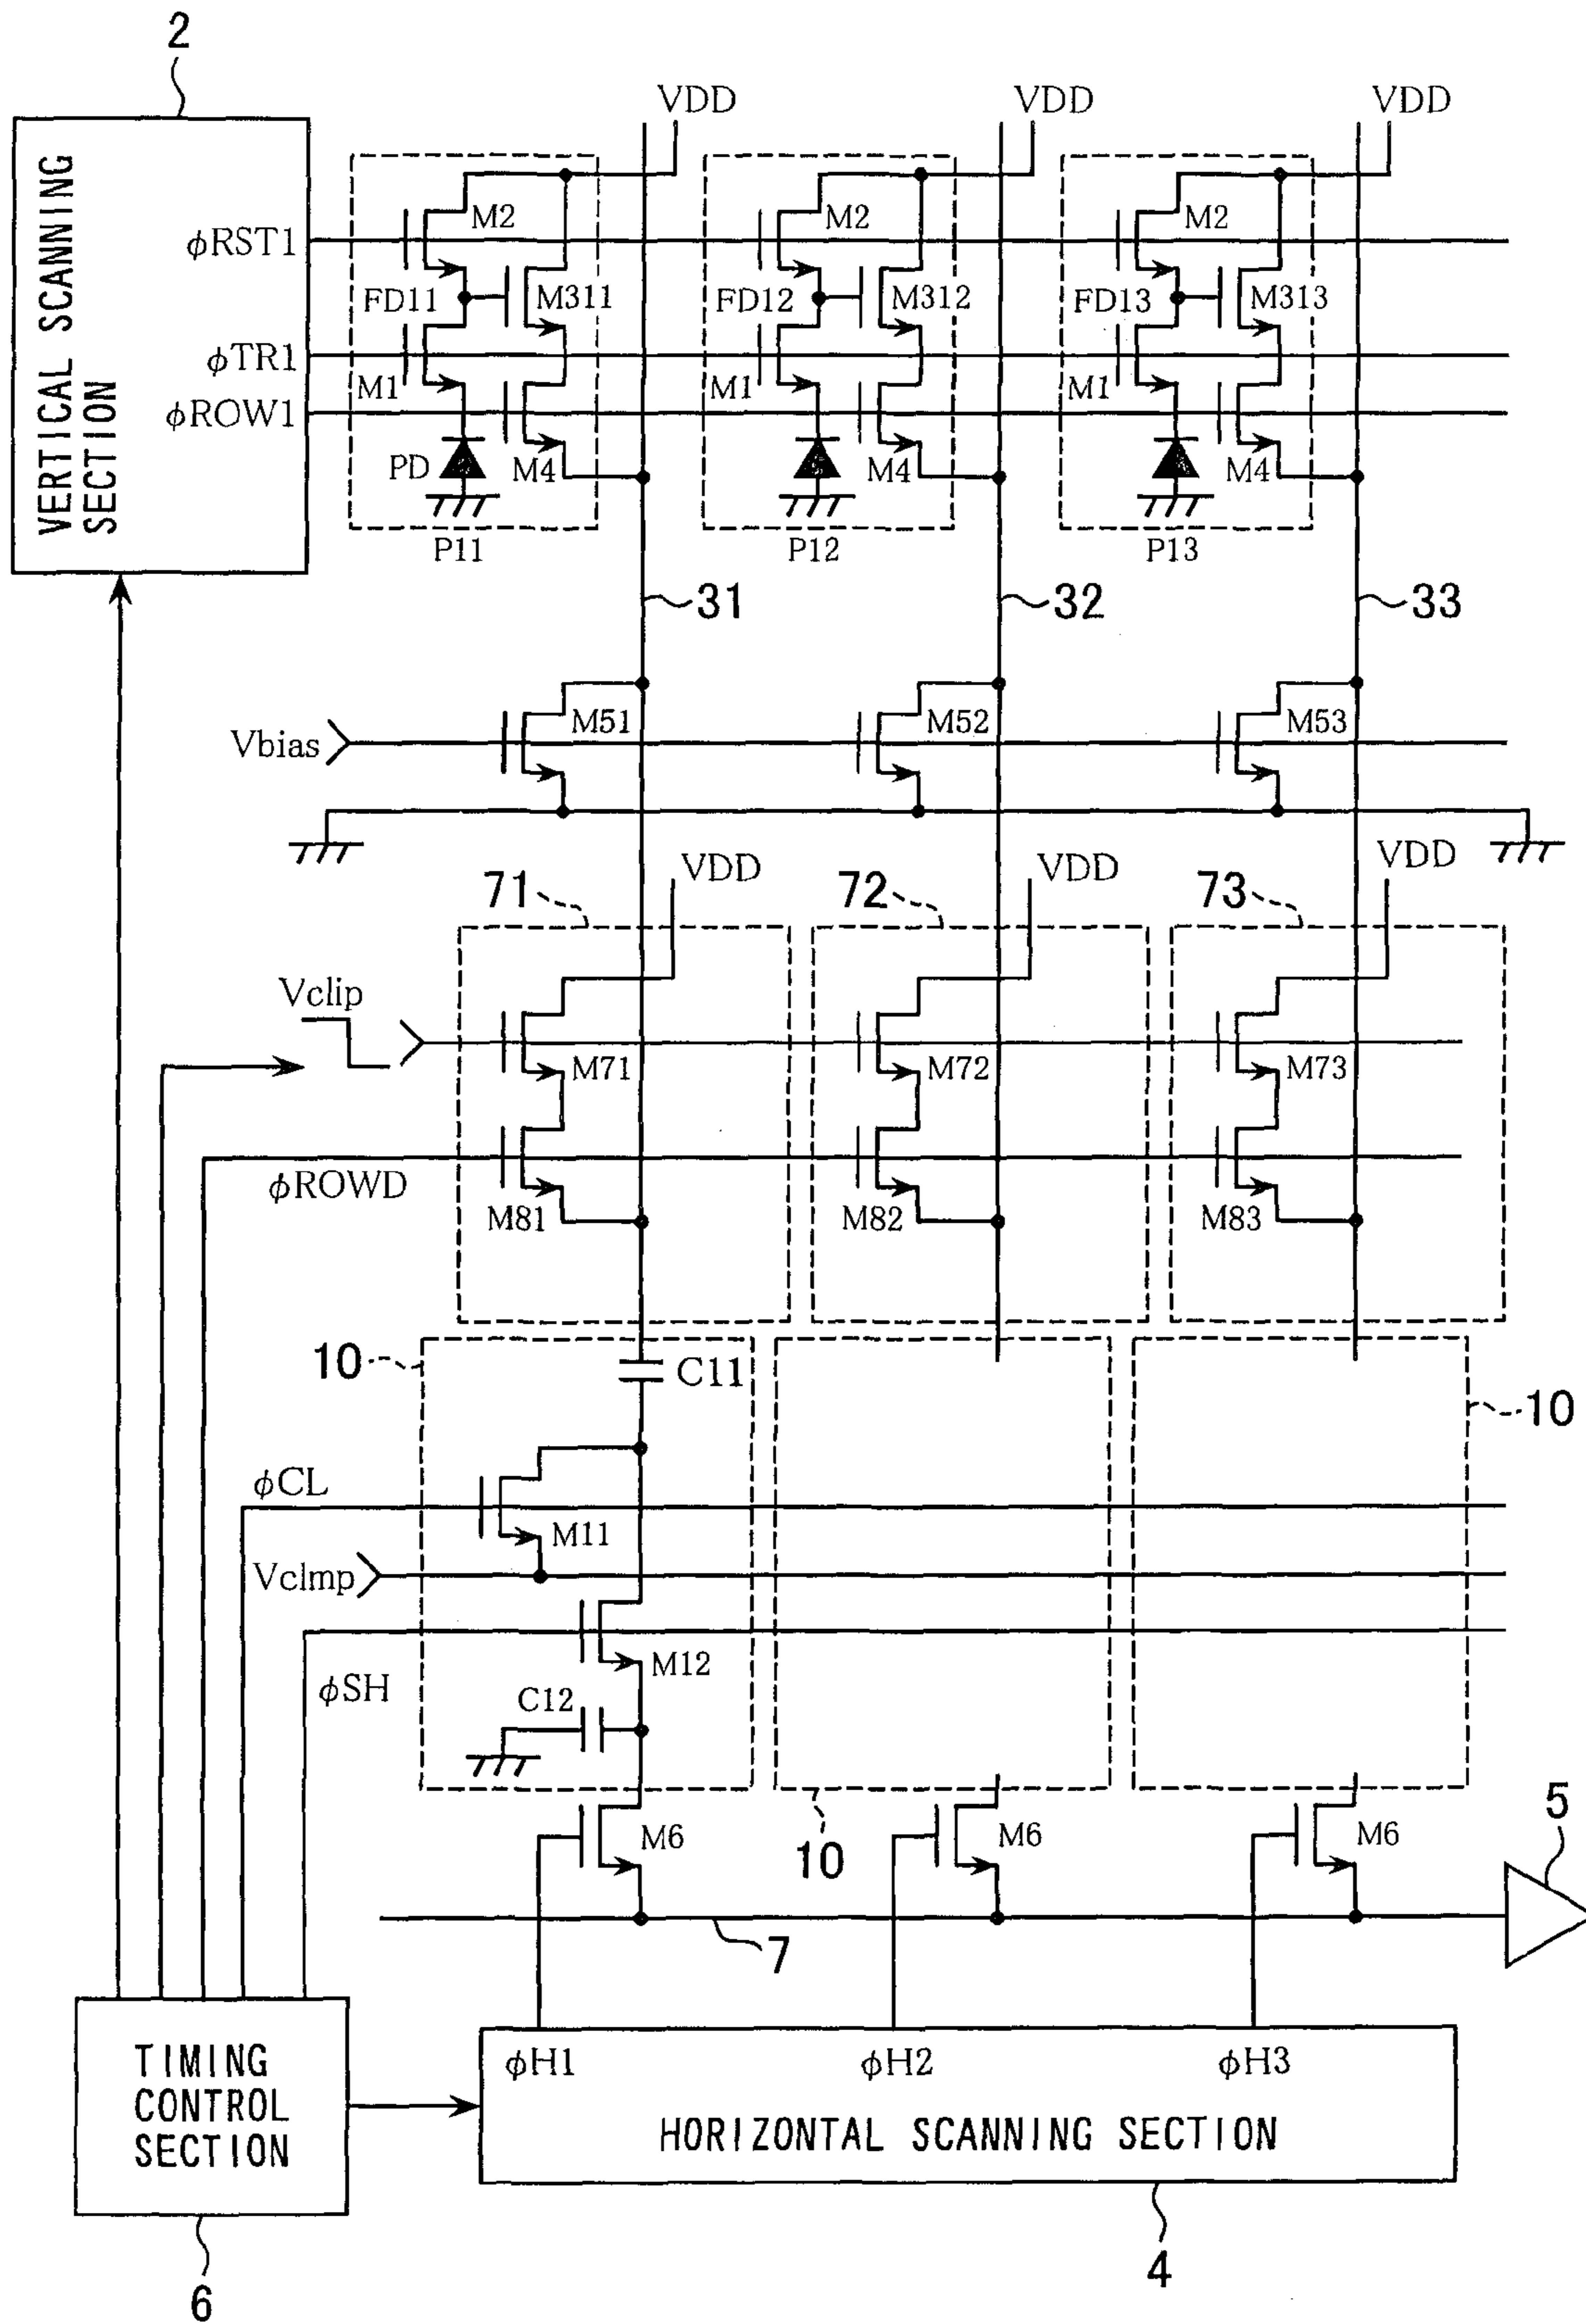 2
VERTICAL SCANNING
SECTION
VDD VDD VDD
φRST1 M2 M2 M2
FD11 M311 FD12 M312 FD13 M313
φTR1
M1 M1 M1
φROW1
PD M4 M4 M4
P11 P12 P13
31 32 33
M51 M52 M53
Vbias
71 VDD 72 VDD 73 VDD
Vclip
M71 M72 M73
φROWD
M81 M82 M83
10 C11
10
φCL
M11
Vclmp
M12
φSH
C12
M6 M6 M6
10
5
7
TIMING
CONTROL
SECTION
φH1 φH2 φH3
HORIZONTAL SCANNING SECTION
6
4